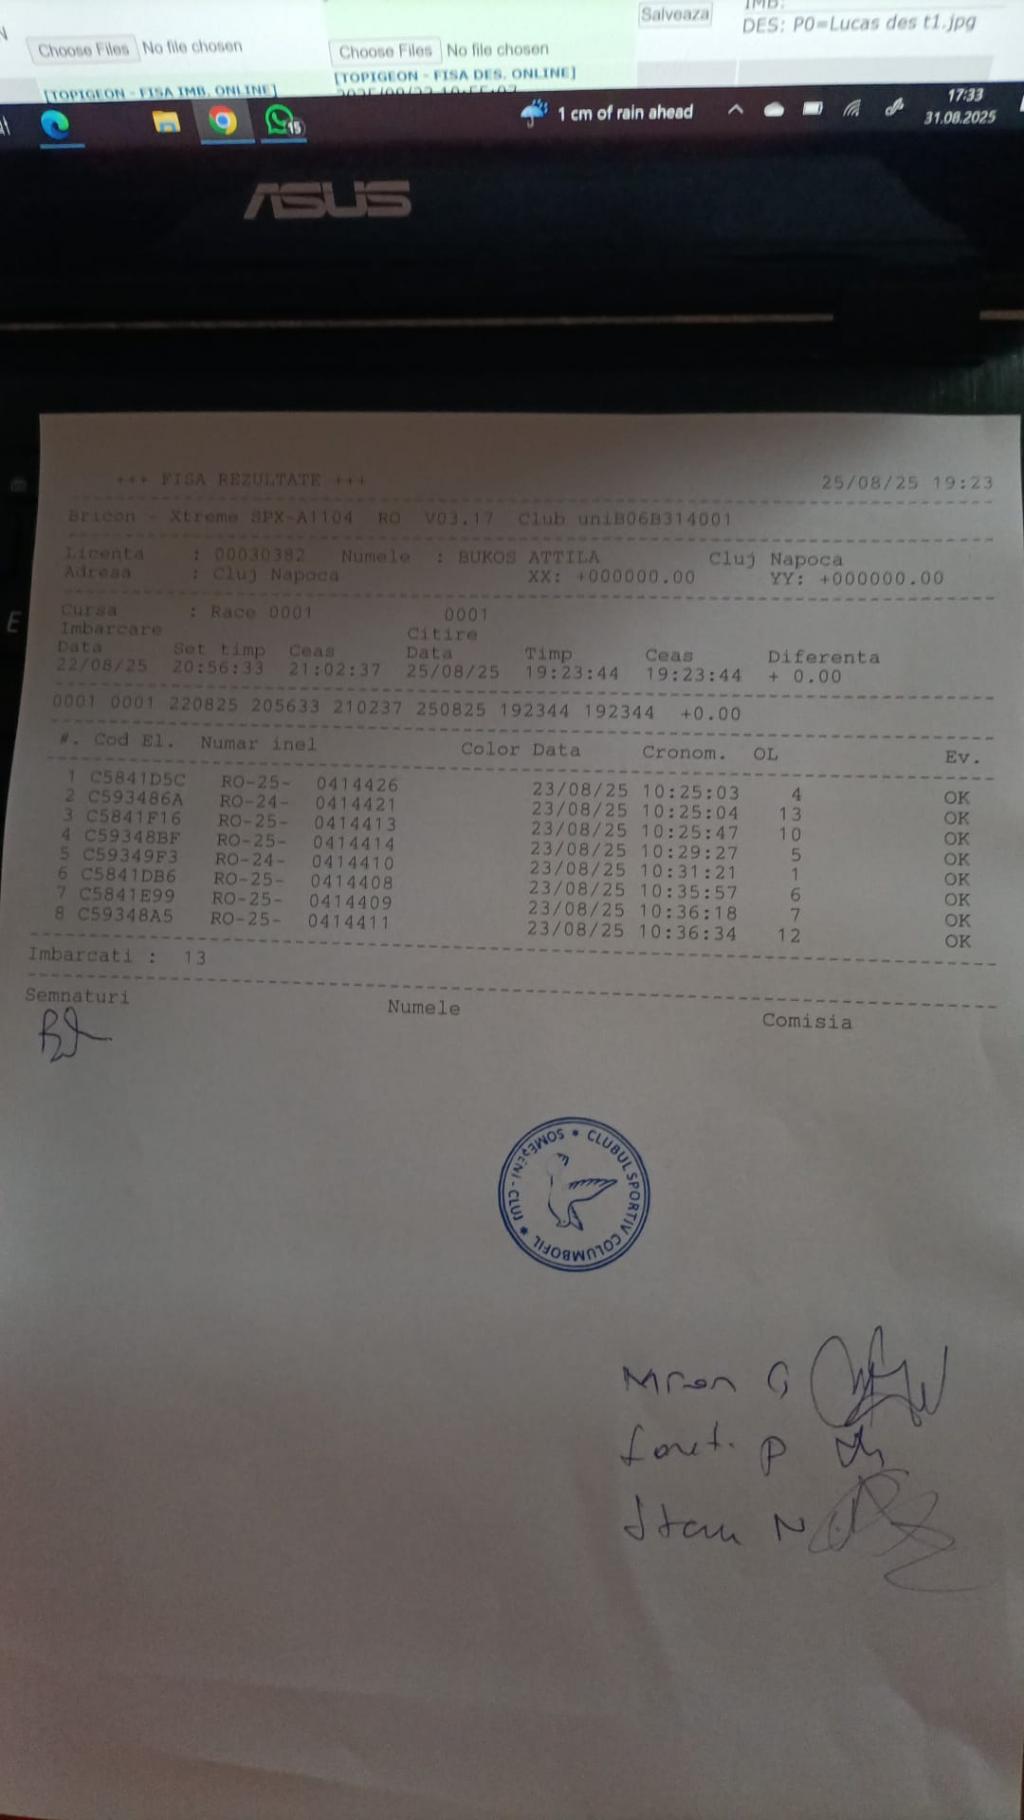 IMB:
Salveaza
DES: P0=Lucas des t1.jpg
Choose Files No file chosen
Choose Files No file chosen
[TOPIGEON - FISA IMB. ONLINE]
[TOPIGEON - FISA DES. ONLINE]
15
1 cm of rain ahead
17:33
31.08.2025
ASUS
E
+++ FISA REZULTATE +++ 25/08/25 19:23
Bricon - Xtreme SPX-A1104 RO V03.17 Club uniB06B314001
Licenta : 00030382 Numele : BUKOS ATTILA Cluj Napoca
Adresa : Cluj Napoca XX: +000000.00 YY: +000000.00
Cursa : Race 0001 0001
Imbarcare Citire
Data Set timp Ceas Data Timp Ceas Diferenta
22/08/25 20:56:33 21:02:37 25/08/25 19:23:44 19:23:44 + 0.00
0001 0001 220825 205633 210237 250825 192344 192344 +0.00
#. Cod El. Numar inel Color Data Cronom. OL Ev.
1 C5841D5C RO-25- 0414426 23/08/25 10:25:03 4 OK
2 C593486A RO-24- 0414421 23/08/25 10:25:04 13 OK
3 C5841F16 RO-25- 0414413 23/08/25 10:25:47 10 OK
4 C59348BF RO-25- 0414414 23/08/25 10:29:27 5 OK
5 C59349F3 RO-24- 0414410 23/08/25 10:31:21 1 OK
6 C5841DB6 RO-25- 0414408 23/08/25 10:35:57 6 OK
7 C5841E99 RO-25- 0414409 23/08/25 10:36:18 7 OK
8 C59348A5 RO-25- 0414411 23/08/25 10:36:34 12 OK
Imbarcati : 13
Semnaturi Numele Comisia
CLUBUL SPORTIV COLUMBOFIL * SOMEȘENI - CLUJ *
Miron G
P
Stan N